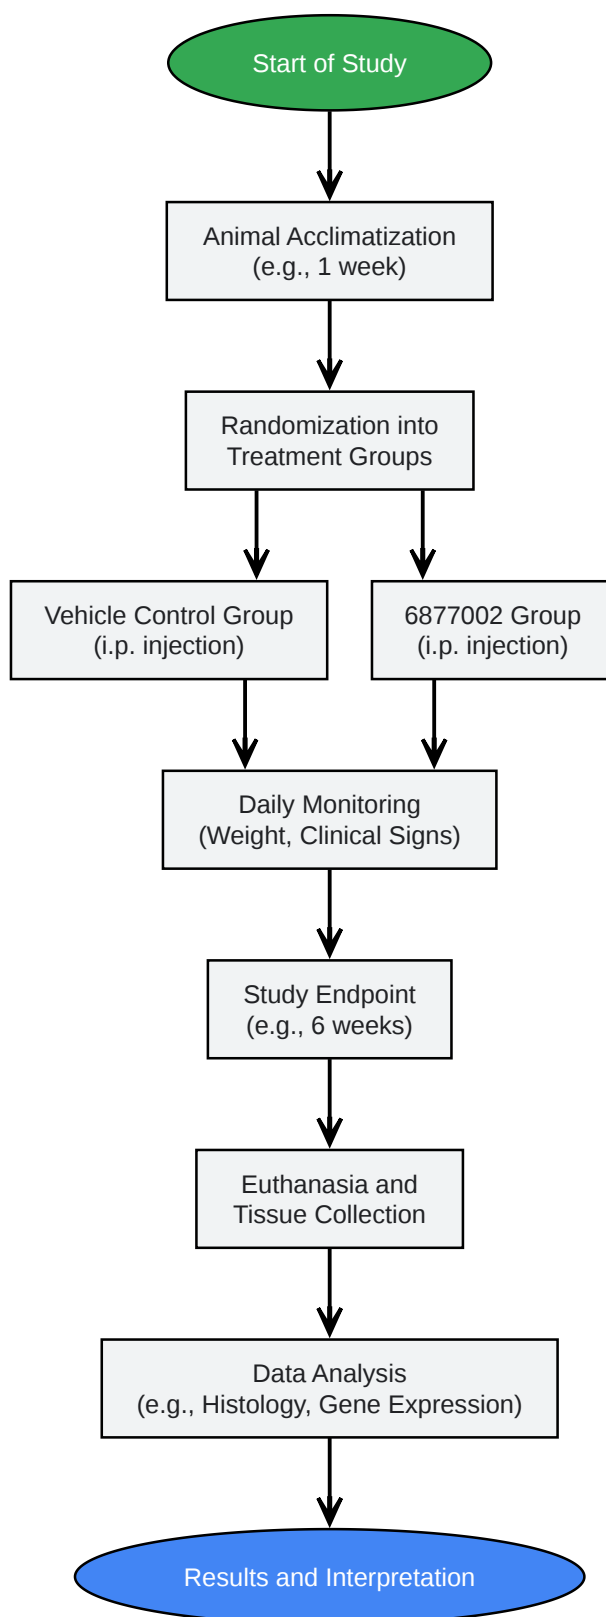 Start of Study
Animal Acclimatization
(e.g., 1 week)
Randomization into
Treatment Groups
Vehicle Control Group
(i.p. injection)
6877002 Group
(i.p. injection)
Daily Monitoring
(Weight, Clinical Signs)
Study Endpoint
(e.g., 6 weeks)
Euthanasia and
Tissue Collection
Data Analysis
(e.g., Histology, Gene Expression)
Results and Interpretation